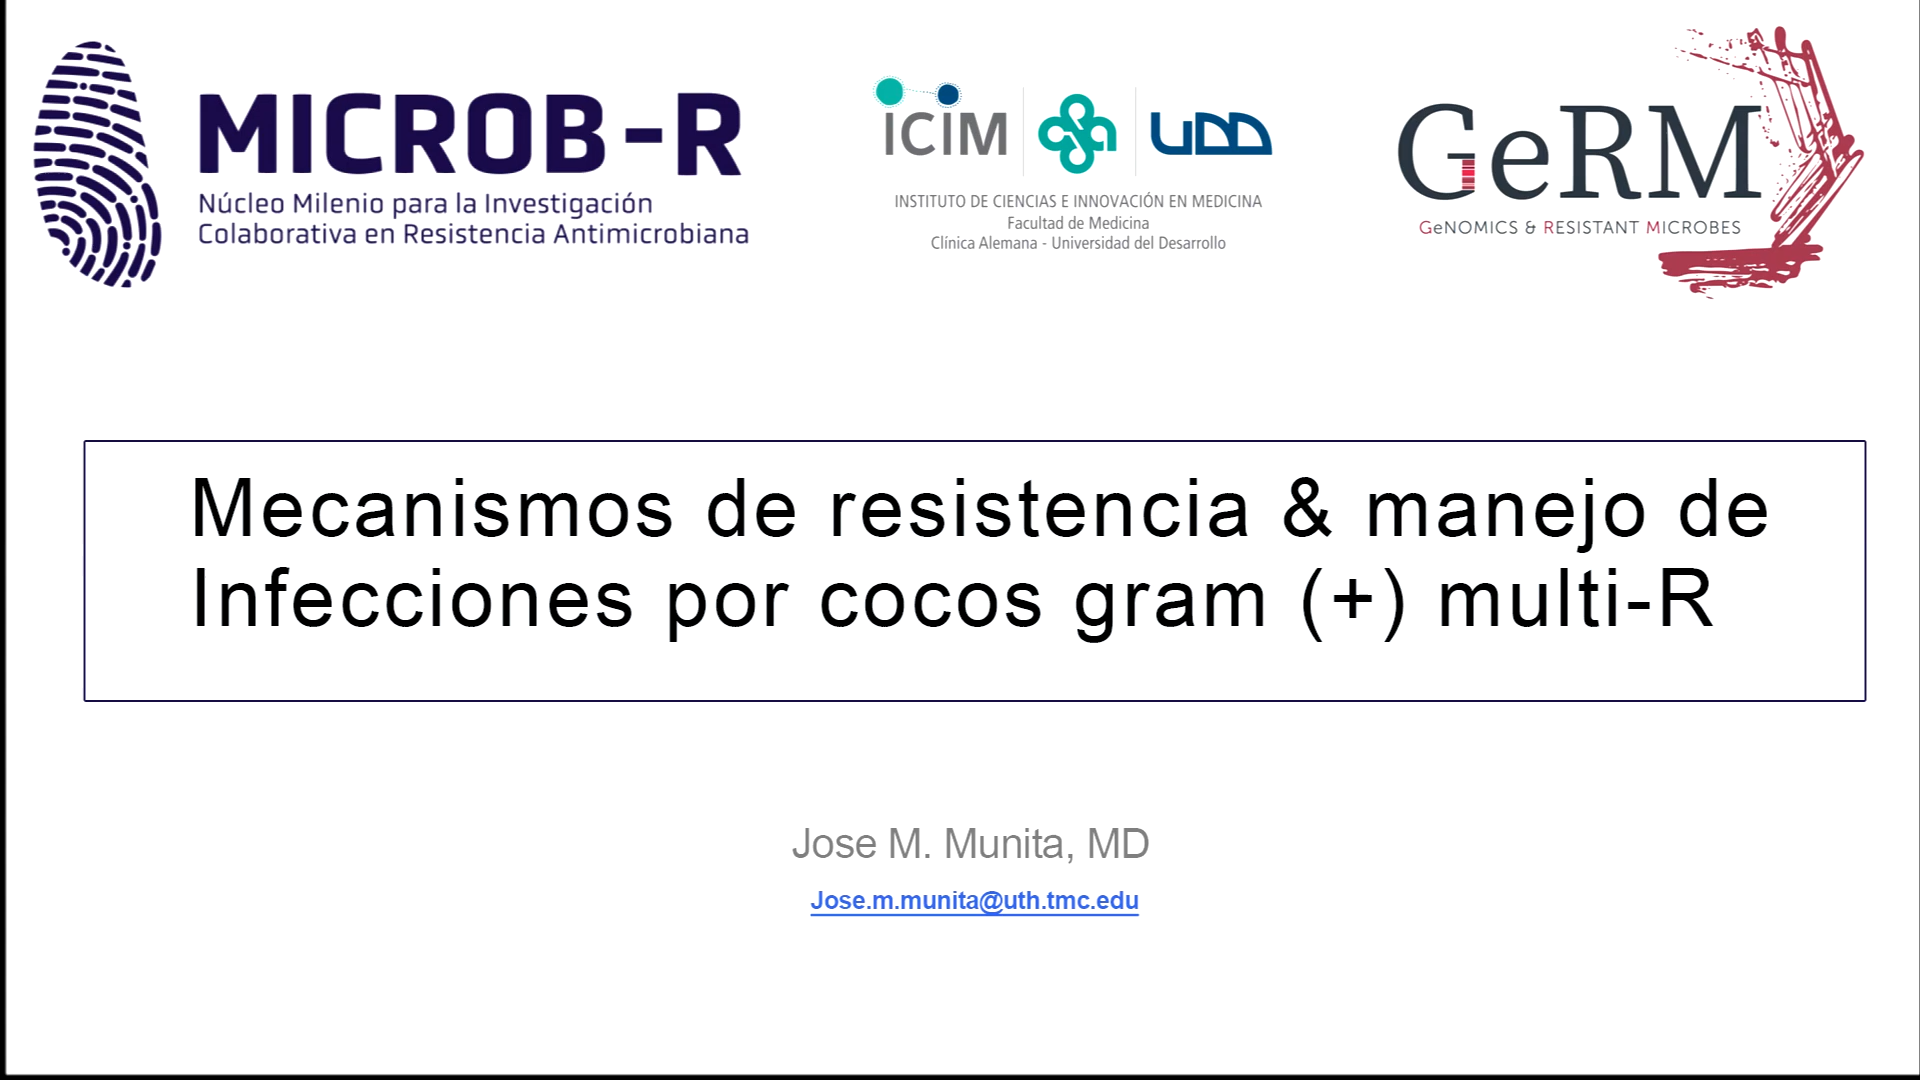 MICROB-R
Núcleo Milenio para la Investigación
Colaborativa en Resistencia Antimicrobiana
ICIM
UDD
INSTITUTO DE CIENCIAS E INNOVACIÓN EN MEDICINA
Facultad de Medicina
Clínica Alemana - Universidad del Desarrollo
GeRM
GeNOMICS & RESISTANT MICROBES
Mecanismos de resistencia & manejo de
Infecciones por cocos gram (+) multi-R
Jose M. Munita, MD
Jose.m.munita@uth.tmc.edu